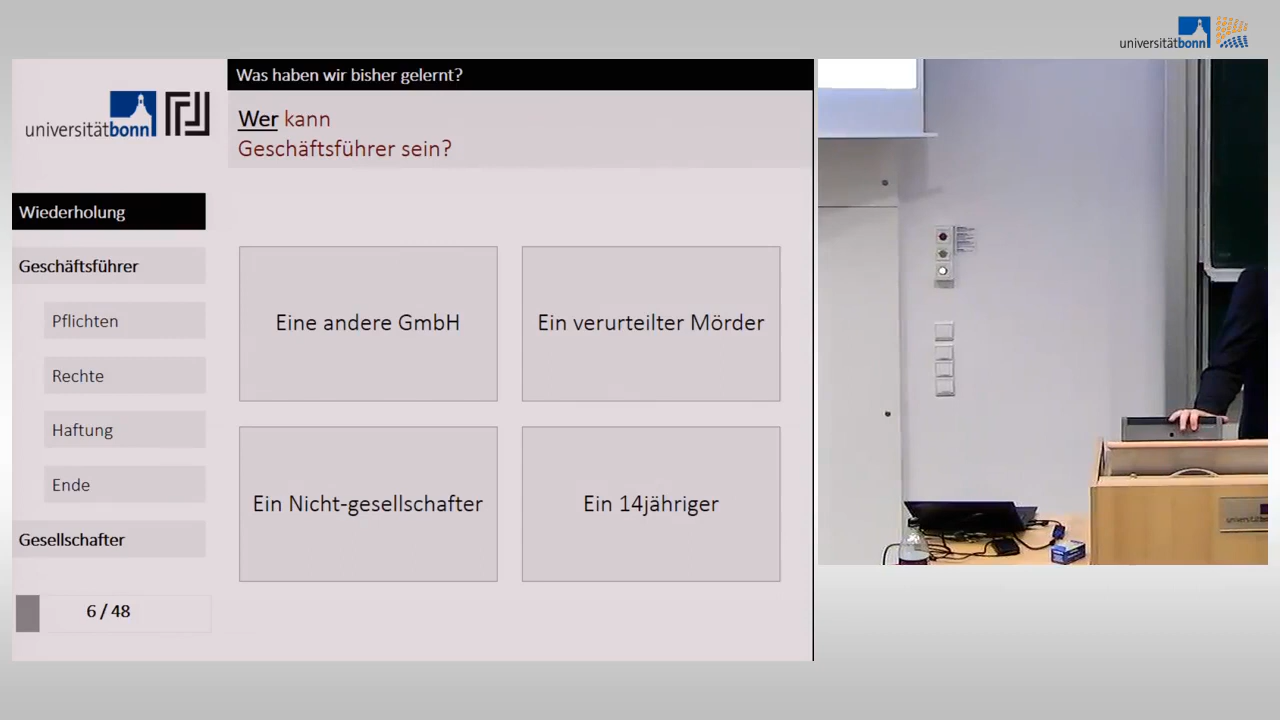 universitätbonn
Was haben wir bisher gelernt?
universitätbonn
Wer kann
Geschäftsführer sein?
Wiederholung
Geschäftsführer
Pflichten
Rechte
Haftung
Ende
Gesellschafter
6 / 48
Eine andere GmbH
Ein verurteilter Mörder
Ein Nicht-gesellschafter
Ein 14jähriger